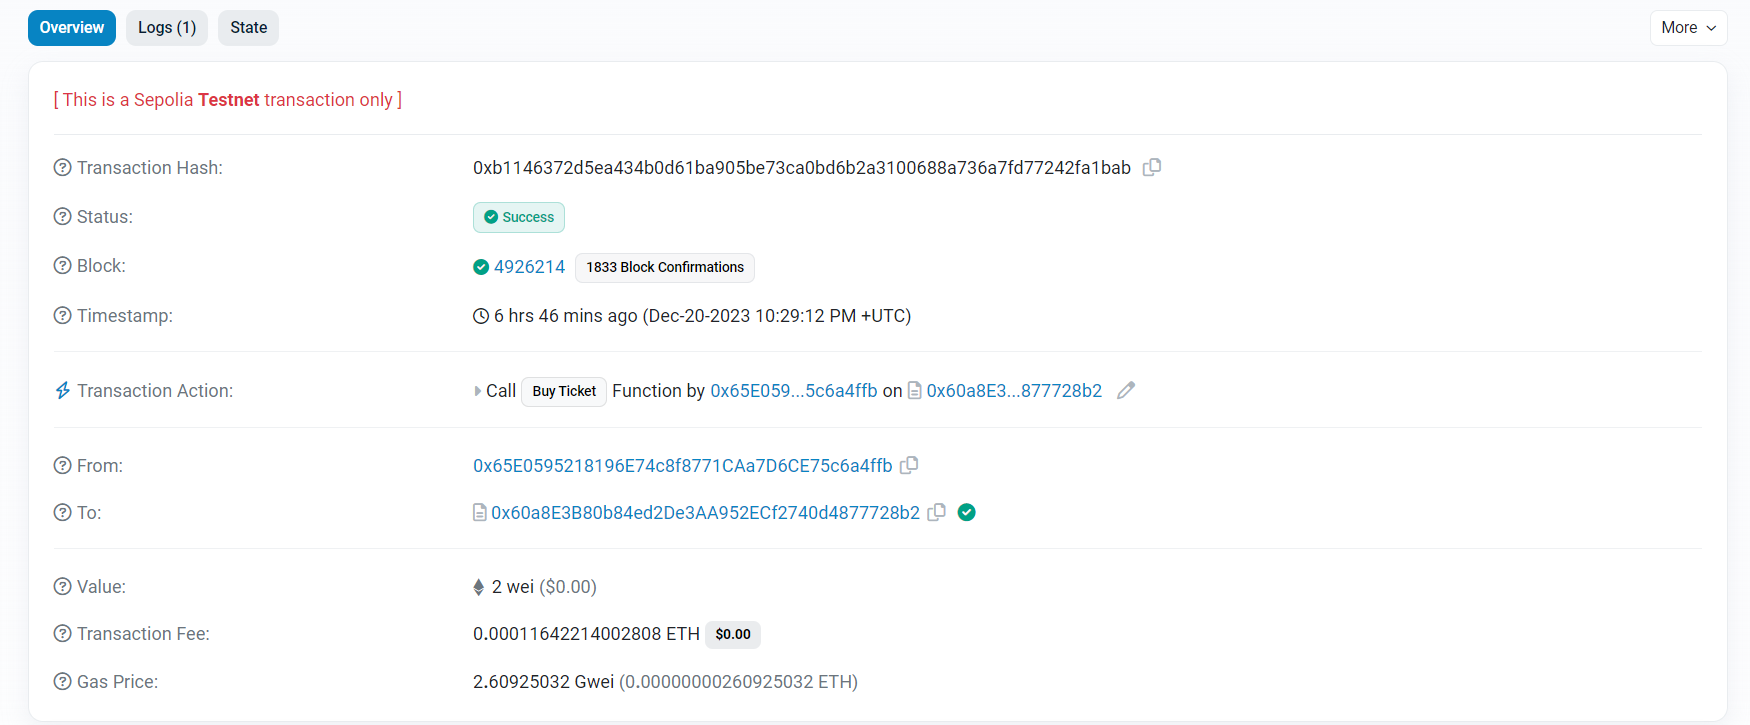 Overview Logs (1) State More
[ This is a Sepolia Testnet transaction only ]
Transaction Hash: 0xb1146372d5ea434b0d61ba905be73ca0bd6b2a3100688a736a7fd77242fa1bab
Status: Success
Block: 4926214 1833 Block Confirmations
Timestamp: 6 hrs 46 mins ago (Dec-20-2023 10:29:12 PM +UTC)
Transaction Action: Call Buy Ticket Function by 0x65E059...5c6a4ffb on 0x60a8E3...877728b2
From: 0x65E0595218196E74c8f8771CAa7D6CE75c6a4ffb
To: 0x60a8E3B80b84ed2De3AA952ECf2740d4877728b2
Value: 2 wei ($0.00)
Transaction Fee: 0.00011642214002808 ETH $0.00
Gas Price: 2.60925032 Gwei (0.00000000260925032 ETH)